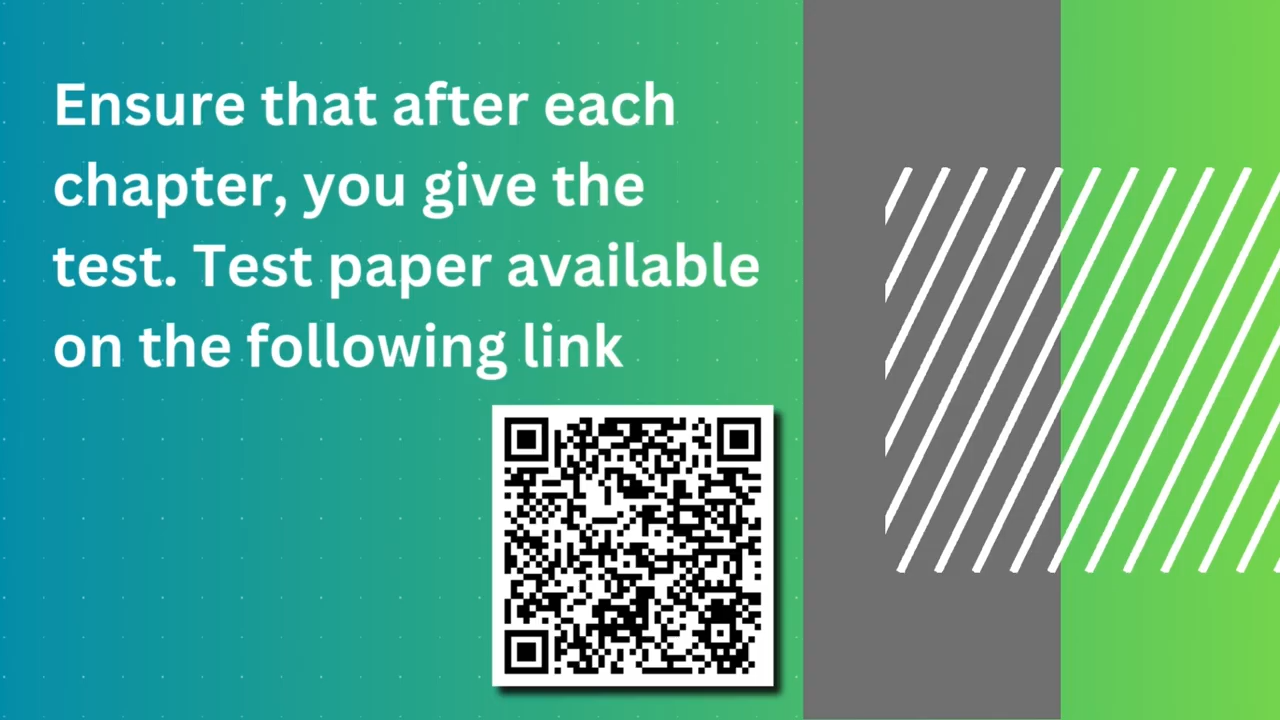 Ensure that after each
chapter, you give the
test. Test paper available
on the following link